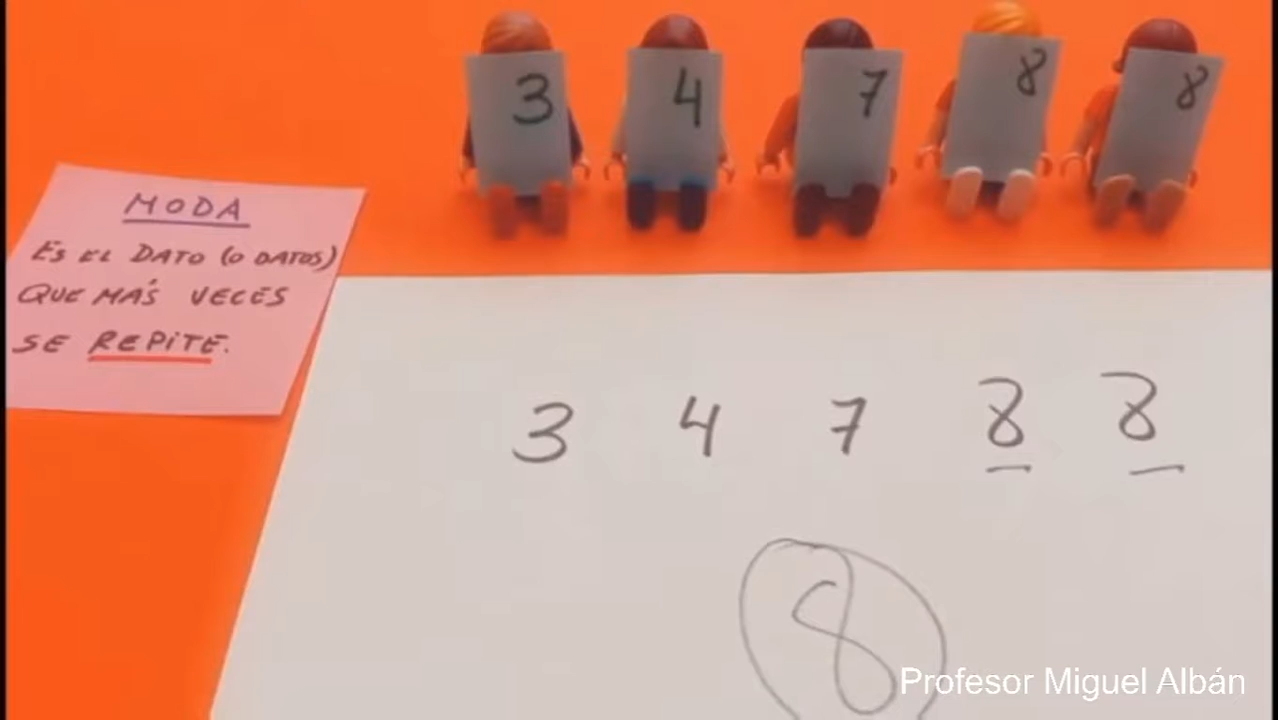 3 4 7 8 8
MODA
ES EL DATO (O DATOS)
QUE MÁS VECES
SE REPITE.
3 4 7 8 8
8
Profesor Miguel Albán